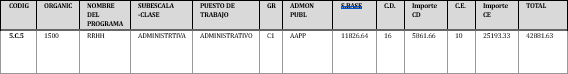 CODIG ORGANIC NOMBRE DEL PROGRAMA SUBESCALA -CLASE PUESTO DE TRABAJO GR ADMON PUBL. S.BASE C.D. Importe CD C.E. Importe CE TOTAL
5.C.5 1500 RRHH ADMINISTRTIVA ADMINISTRATIVO C1 AAPP 11826.64 16 5861.66 10 25193.33 42881.63